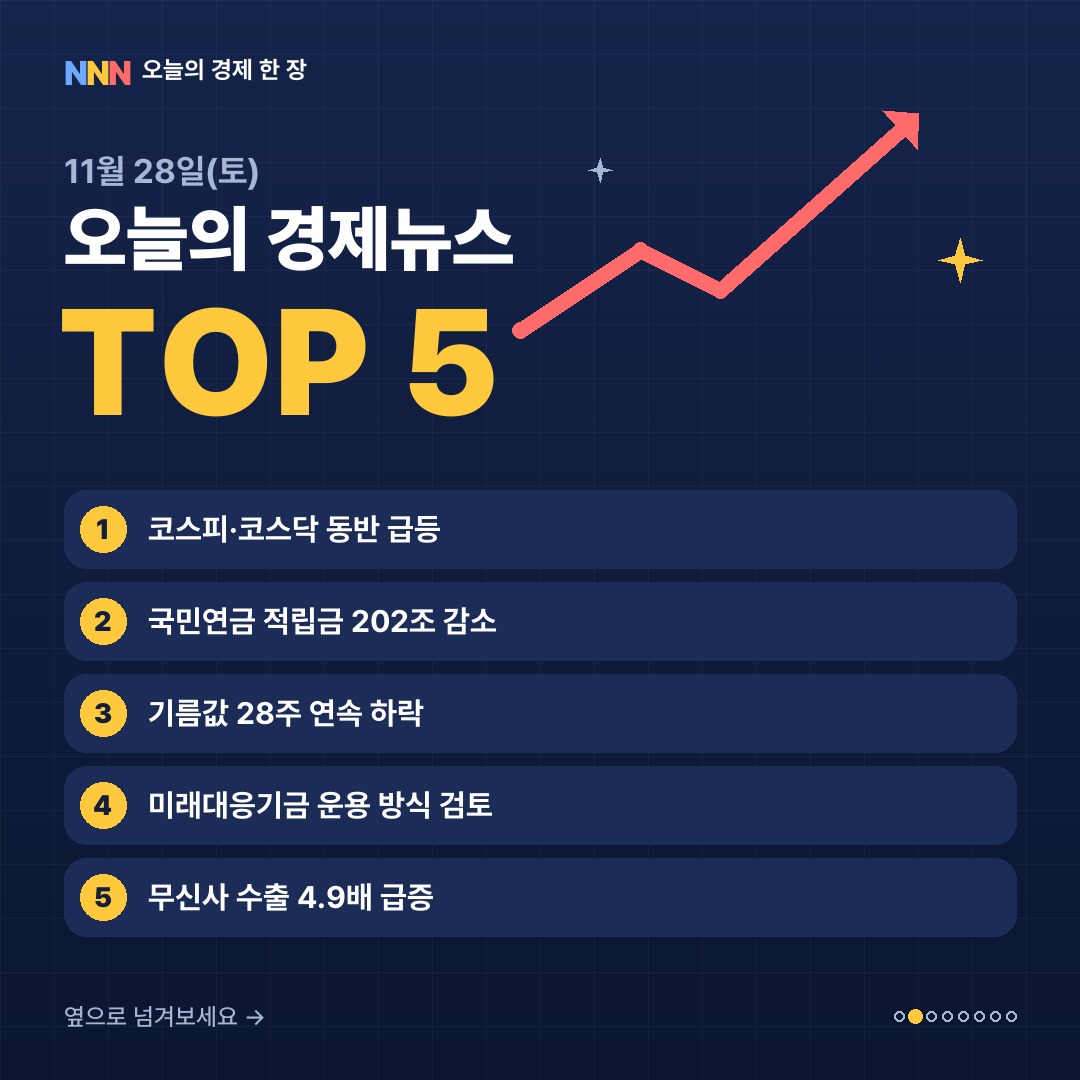 NNN 오늘의 경제 한 장
11월 28일(토)
오늘의 경제뉴스
TOP 5
1 코스피·코스닥 동반 급등
2 국민연금 적립금 202조 감소
3 기름값 28주 연속 하락
4 미래대응기금 운용 방식 검토
5 무신사 수출 4.9배 급증
옆으로 넘겨보세요 →